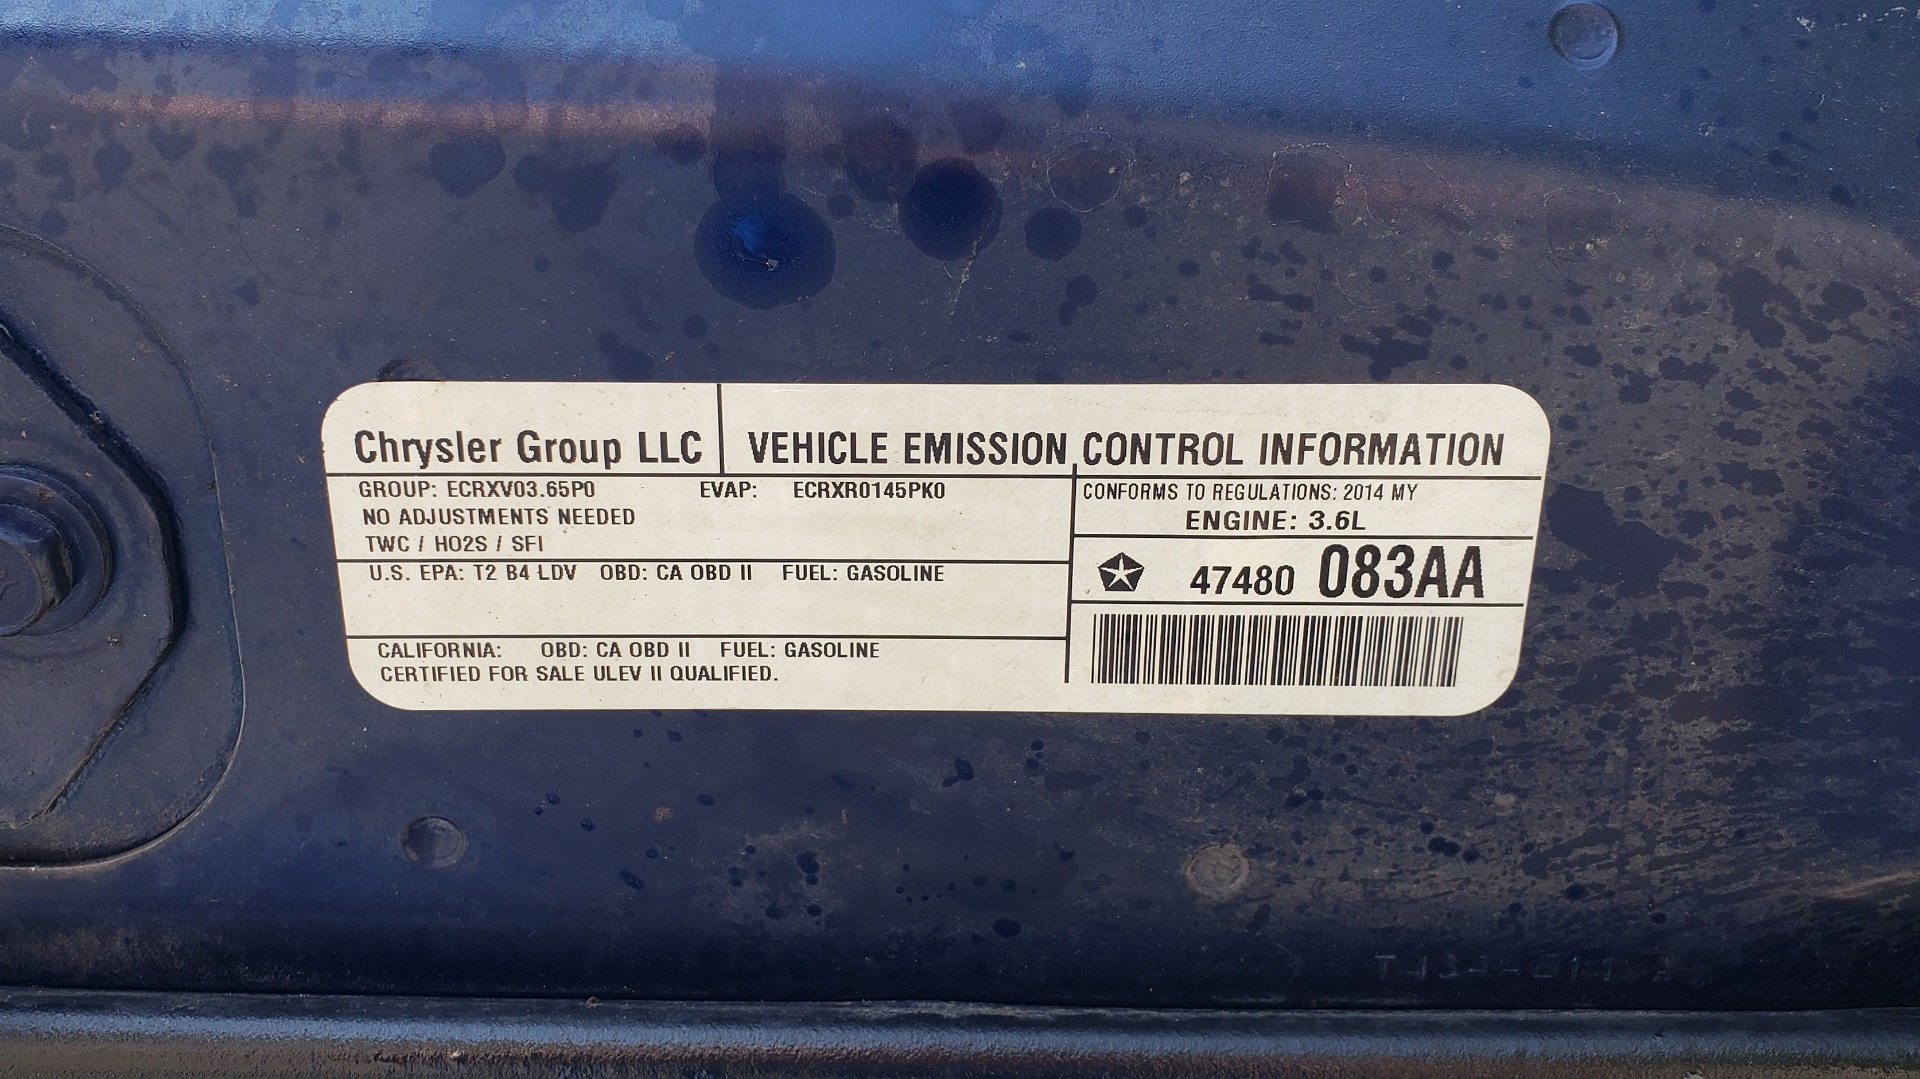 Chrysler Group LLC
VEHICLE EMISSION CONTROL INFORMATION
GROUP: ECRXV03.65P0 EVAP: ECRXR0145PK0
NO ADJUSTMENTS NEEDED
TWC / HO2S / SFI
U.S. EPA: T2 B4 LDV OBD: CA OBD II FUEL: GASOLINE
CALIFORNIA: OBD: CA OBD II FUEL: GASOLINE
CERTIFIED FOR SALE ULEV II QUALIFIED.
CONFORMS TO REGULATIONS: 2014 MY
ENGINE: 3.6L
47480 083AA